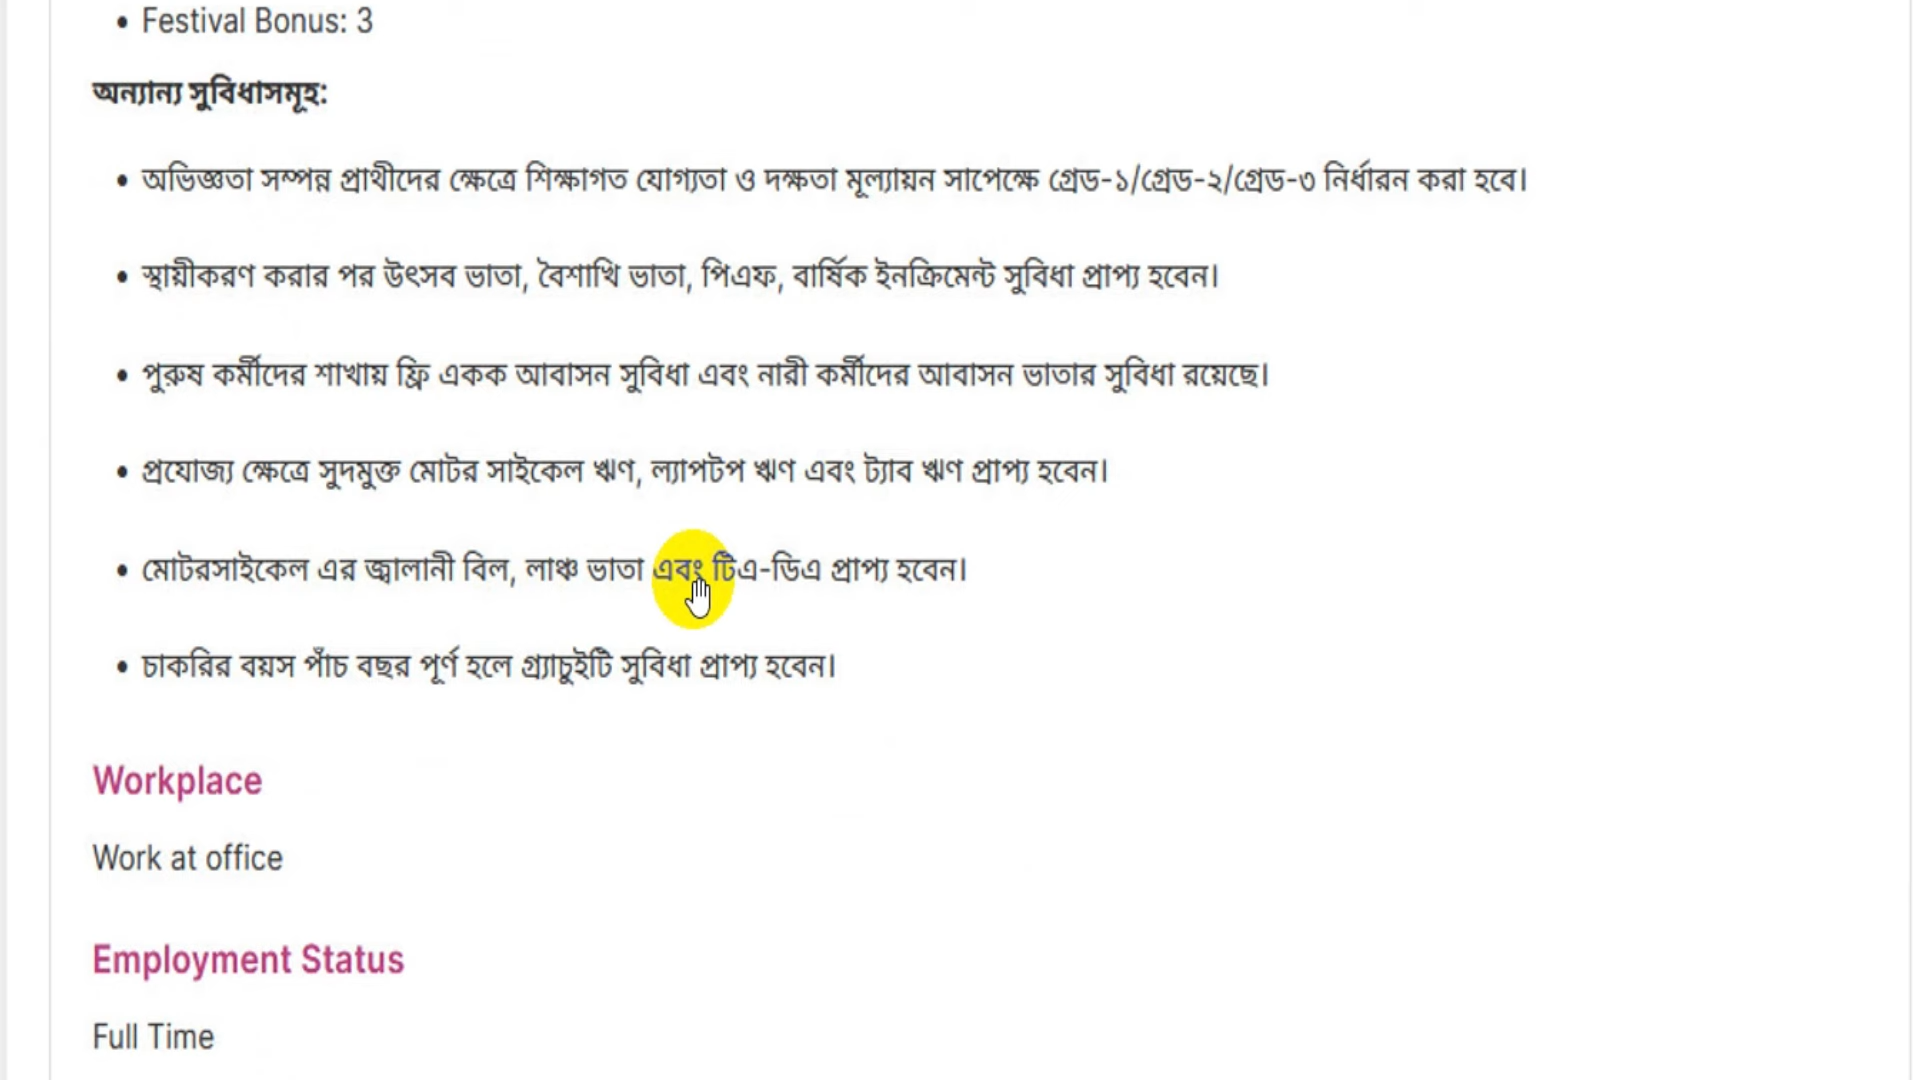 • Festival Bonus: 3
অন্যান্য সুবিধাসমূহ:
• অভিজ্ঞতা সম্পন্ন প্রার্থীদের ক্ষেত্রে শিক্ষাগত যোগ্যতা ও দক্ষতা মূল্যায়ন সাপেক্ষে গ্রেড-১/গ্রেড-২/গ্রেড-৩ নির্ধারন করা হবে।
• স্থায়ীকরণ করার পর উৎসব ভাতা, বৈশাখি ভাতা, পিএফ, বার্ষিক ইনক্রিমেন্ট সুবিধা প্রাপ্য হবেন।
• পুরুষ কর্মীদের শাখায় ফ্রি একক আবাসন সুবিধা এবং নারী কর্মীদের আবাসন ভাতার সুবিধা রয়েছে।
• প্রযোজ্য ক্ষেত্রে সুদমুক্ত মোটর সাইকেল ঋণ, ল্যাপটপ ঋণ এবং ট্যাব ঋণ প্রাপ্য হবেন।
• মোটরসাইকেল এর জ্বালানী বিল, লাঞ্চ ভাতা এবং টিএ-ডিএ প্রাপ্য হবেন।
• চাকরির বয়স পাঁচ বছর পূর্ণ হলে গ্র্যাচুইটি সুবিধা প্রাপ্য হবেন।
Workplace
Work at office
Employment Status
Full Time